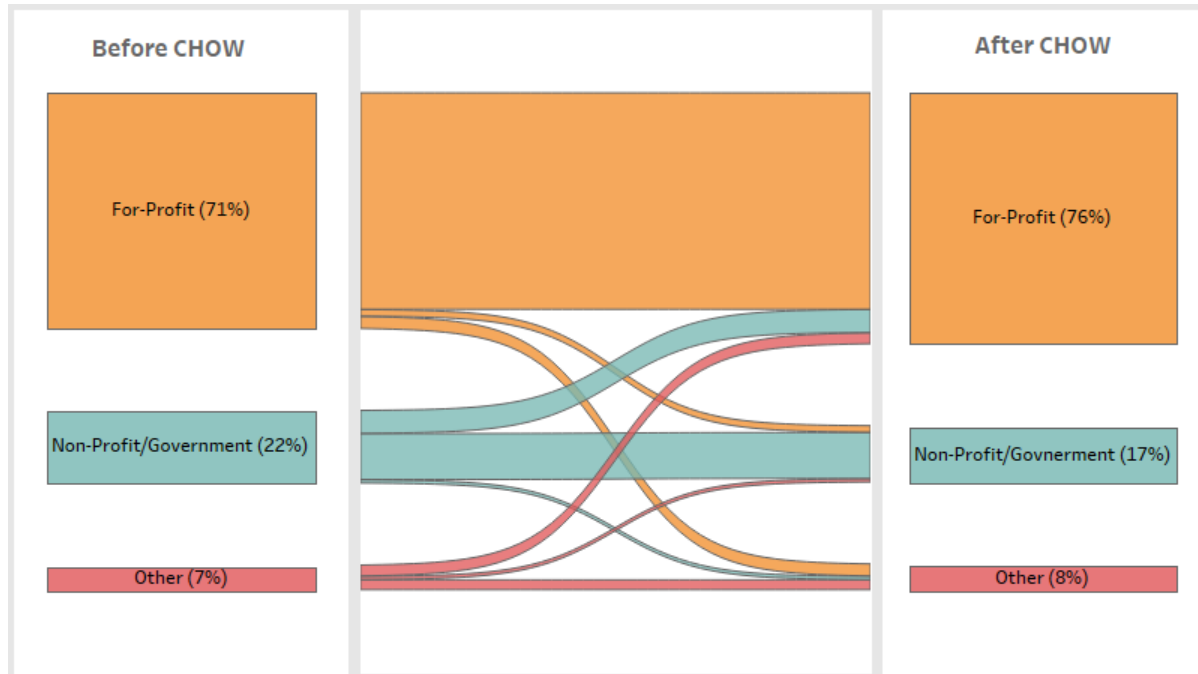 Before CHOW
After CHOW
For-Profit (71%)
For-Profit (76%)
Non-Profit/Government (22%)
Non-Profit/Govnerment (17%)
Other (7%)
Other (8%)